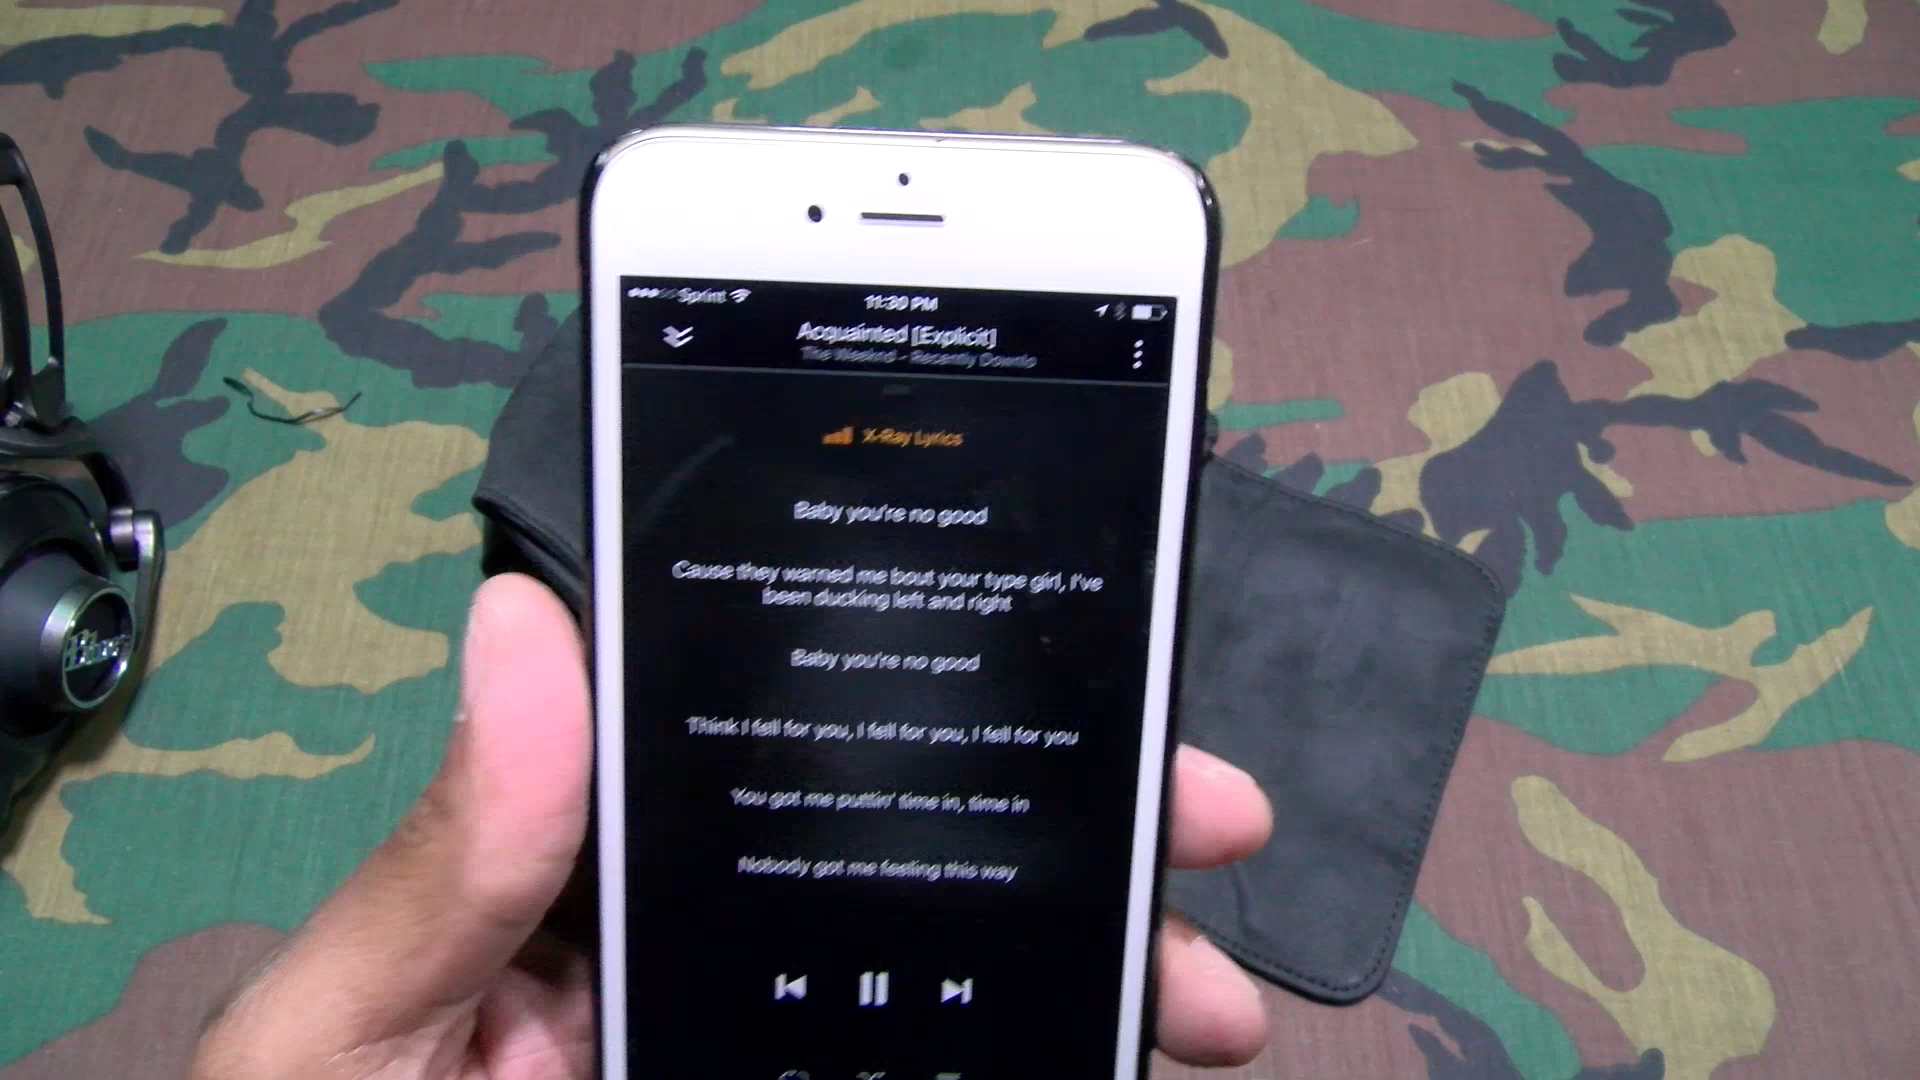 Sprint 11:30 PM
Acquainted [Explicit]
The Weeknd - Recently Downlo
X-Ray Lyrics
Baby you're no good
Cause they warned me bout your type girl, I've
been ducking left and right
Baby you're no good
Think I fell for you, I fell for you, I fell for you
You got me puttin' time in, time in
Nobody got me feeling this way
Blue